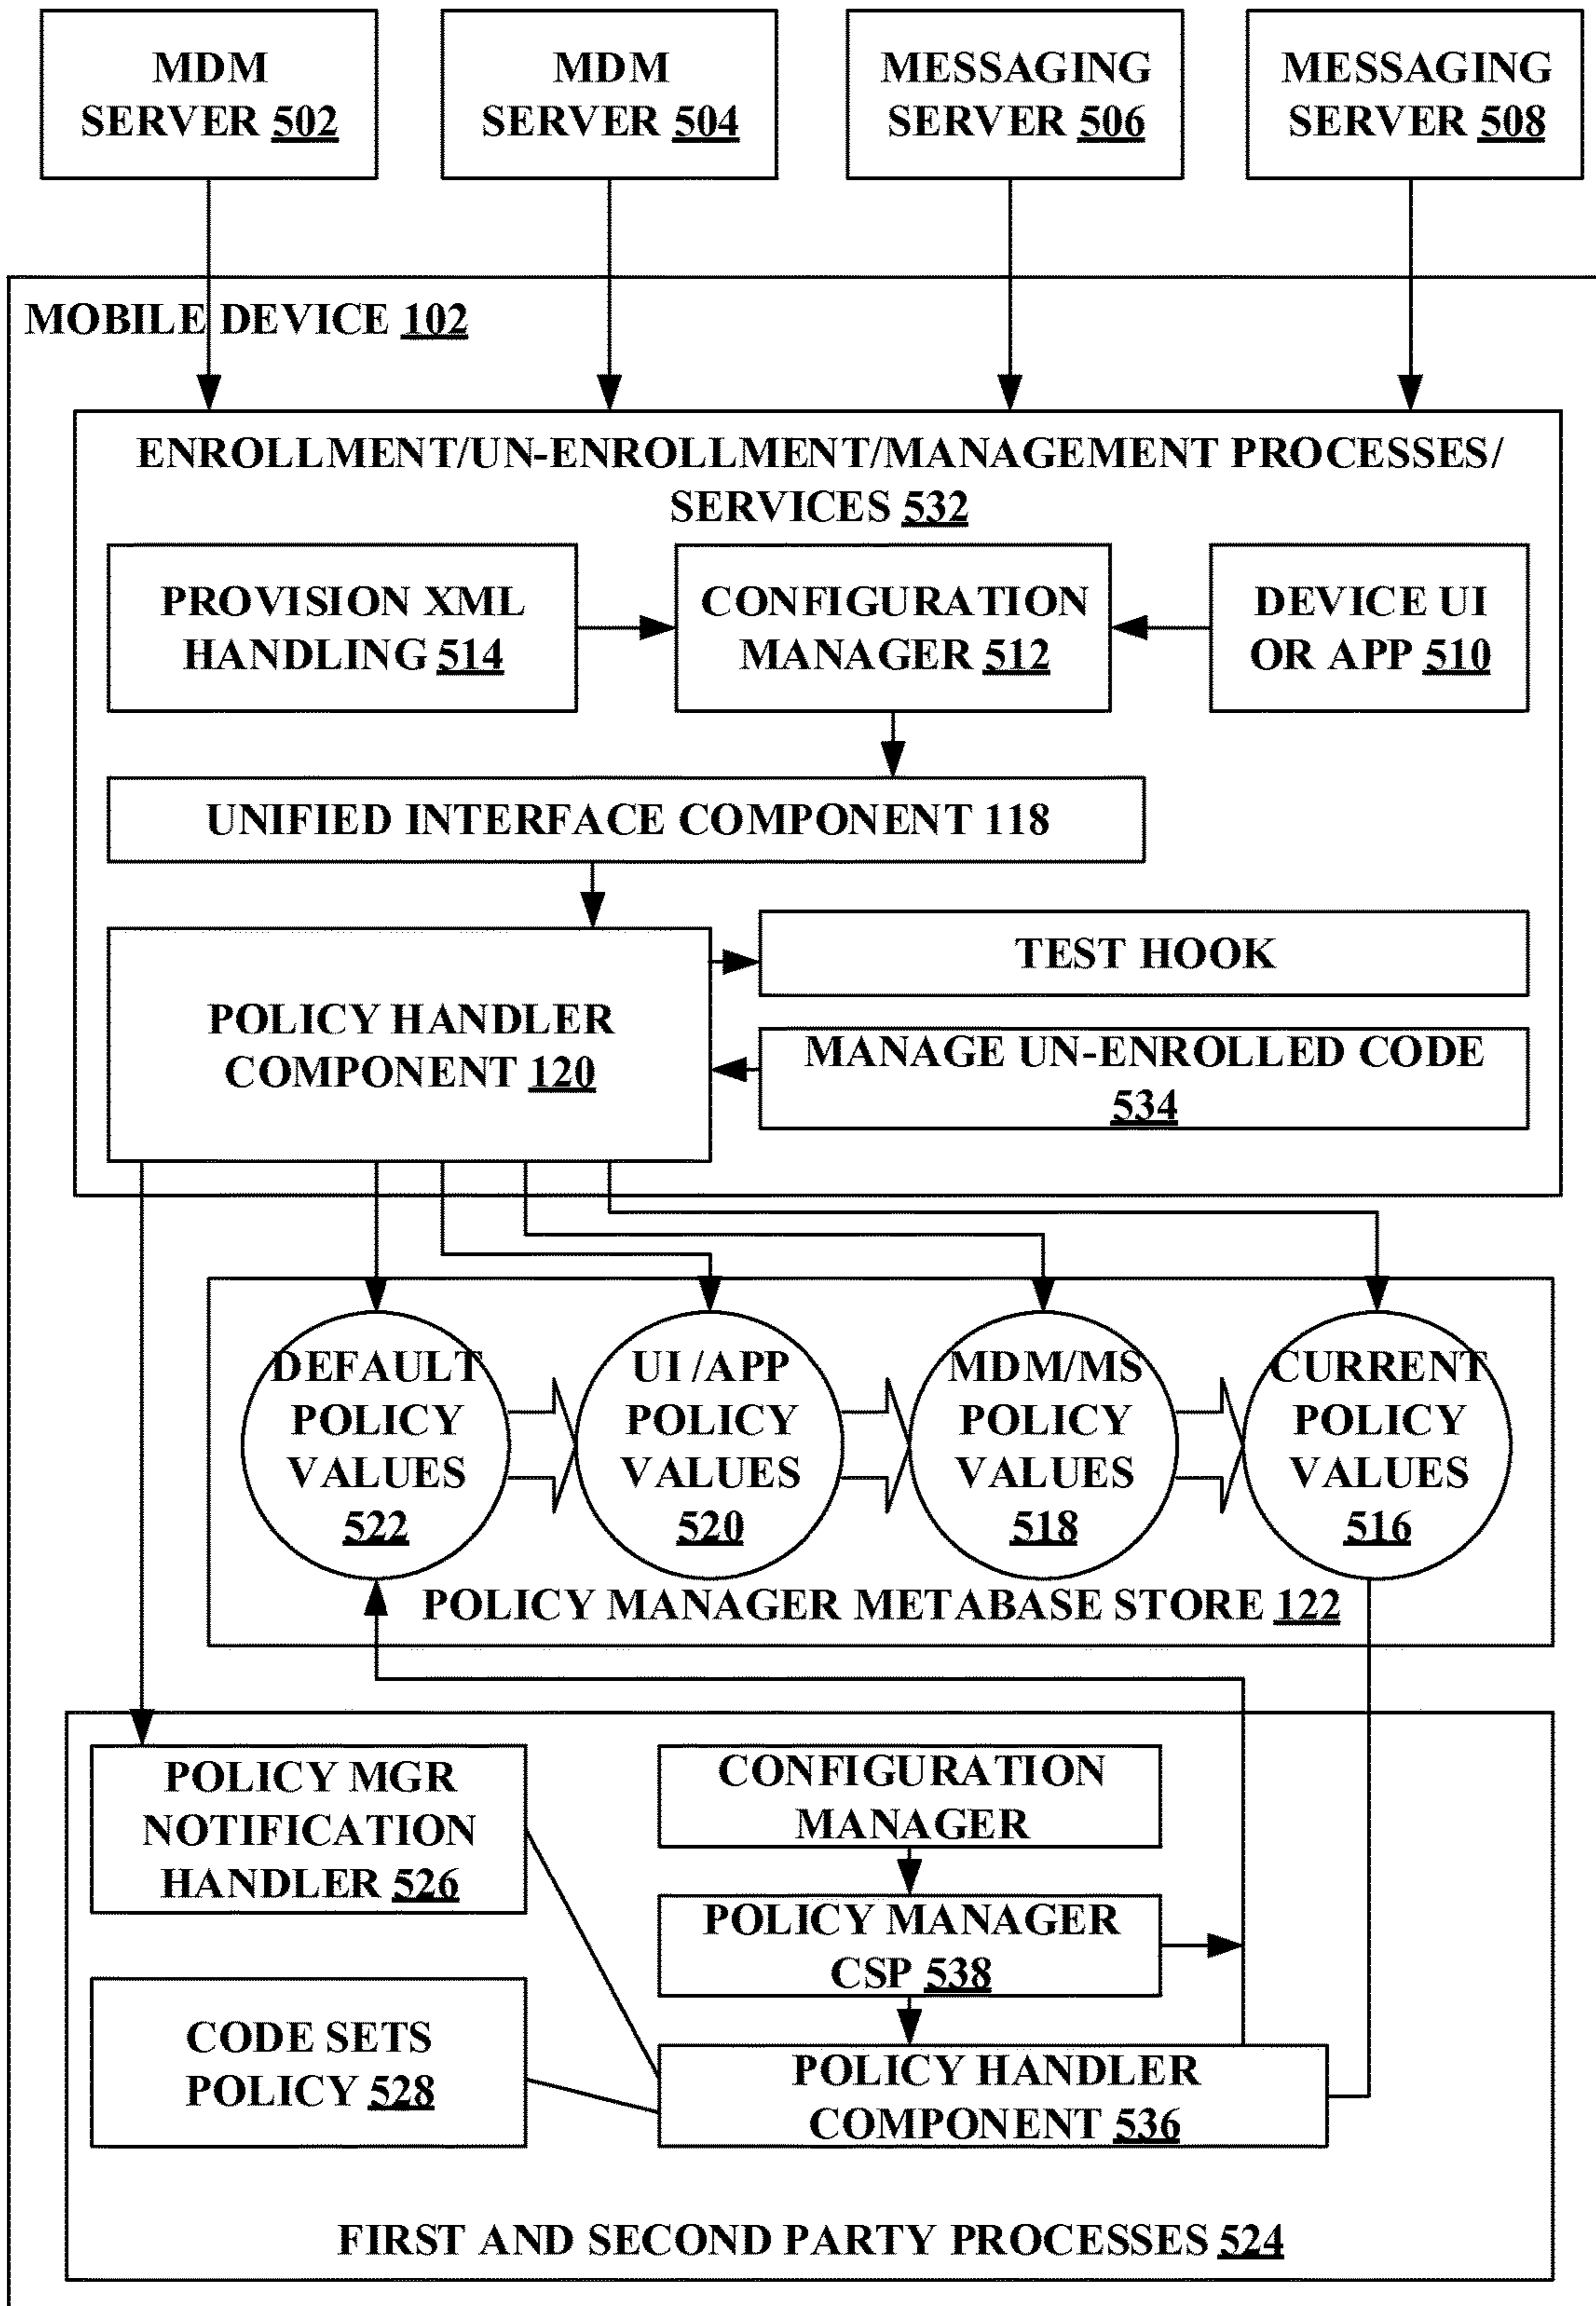 MDM
SERVER 502
MDM
SERVER 504
MESSAGING
SERVER 506
MESSAGING
SERVER 508
MOBILE DEVICE 102
ENROLLMENT/UN-ENROLLMENT/MANAGEMENT PROCESSES/
SERVICES 532
PROVISION XML
HANDLING 514
CONFIGURATION
MANAGER 512
DEVICE UI
OR APP 510
UNIFIED INTERFACE COMPONENT 118
POLICY HANDLER
COMPONENT 120
TEST HOOK
MANAGE UN-ENROLLED CODE
534
DEFAULT
POLICY
VALUES
522
UI /APP
POLICY
VALUES
520
MDM/MS
POLICY
VALUES
518
CURRENT
POLICY
VALUES
516
POLICY MANAGER METABASE STORE 122
POLICY MGR
NOTIFICATION
HANDLER 526
CONFIGURATION
MANAGER
POLICY MANAGER
CSP 538
CODE SETS
POLICY 528
POLICY HANDLER
COMPONENT 536
FIRST AND SECOND PARTY PROCESSES 524